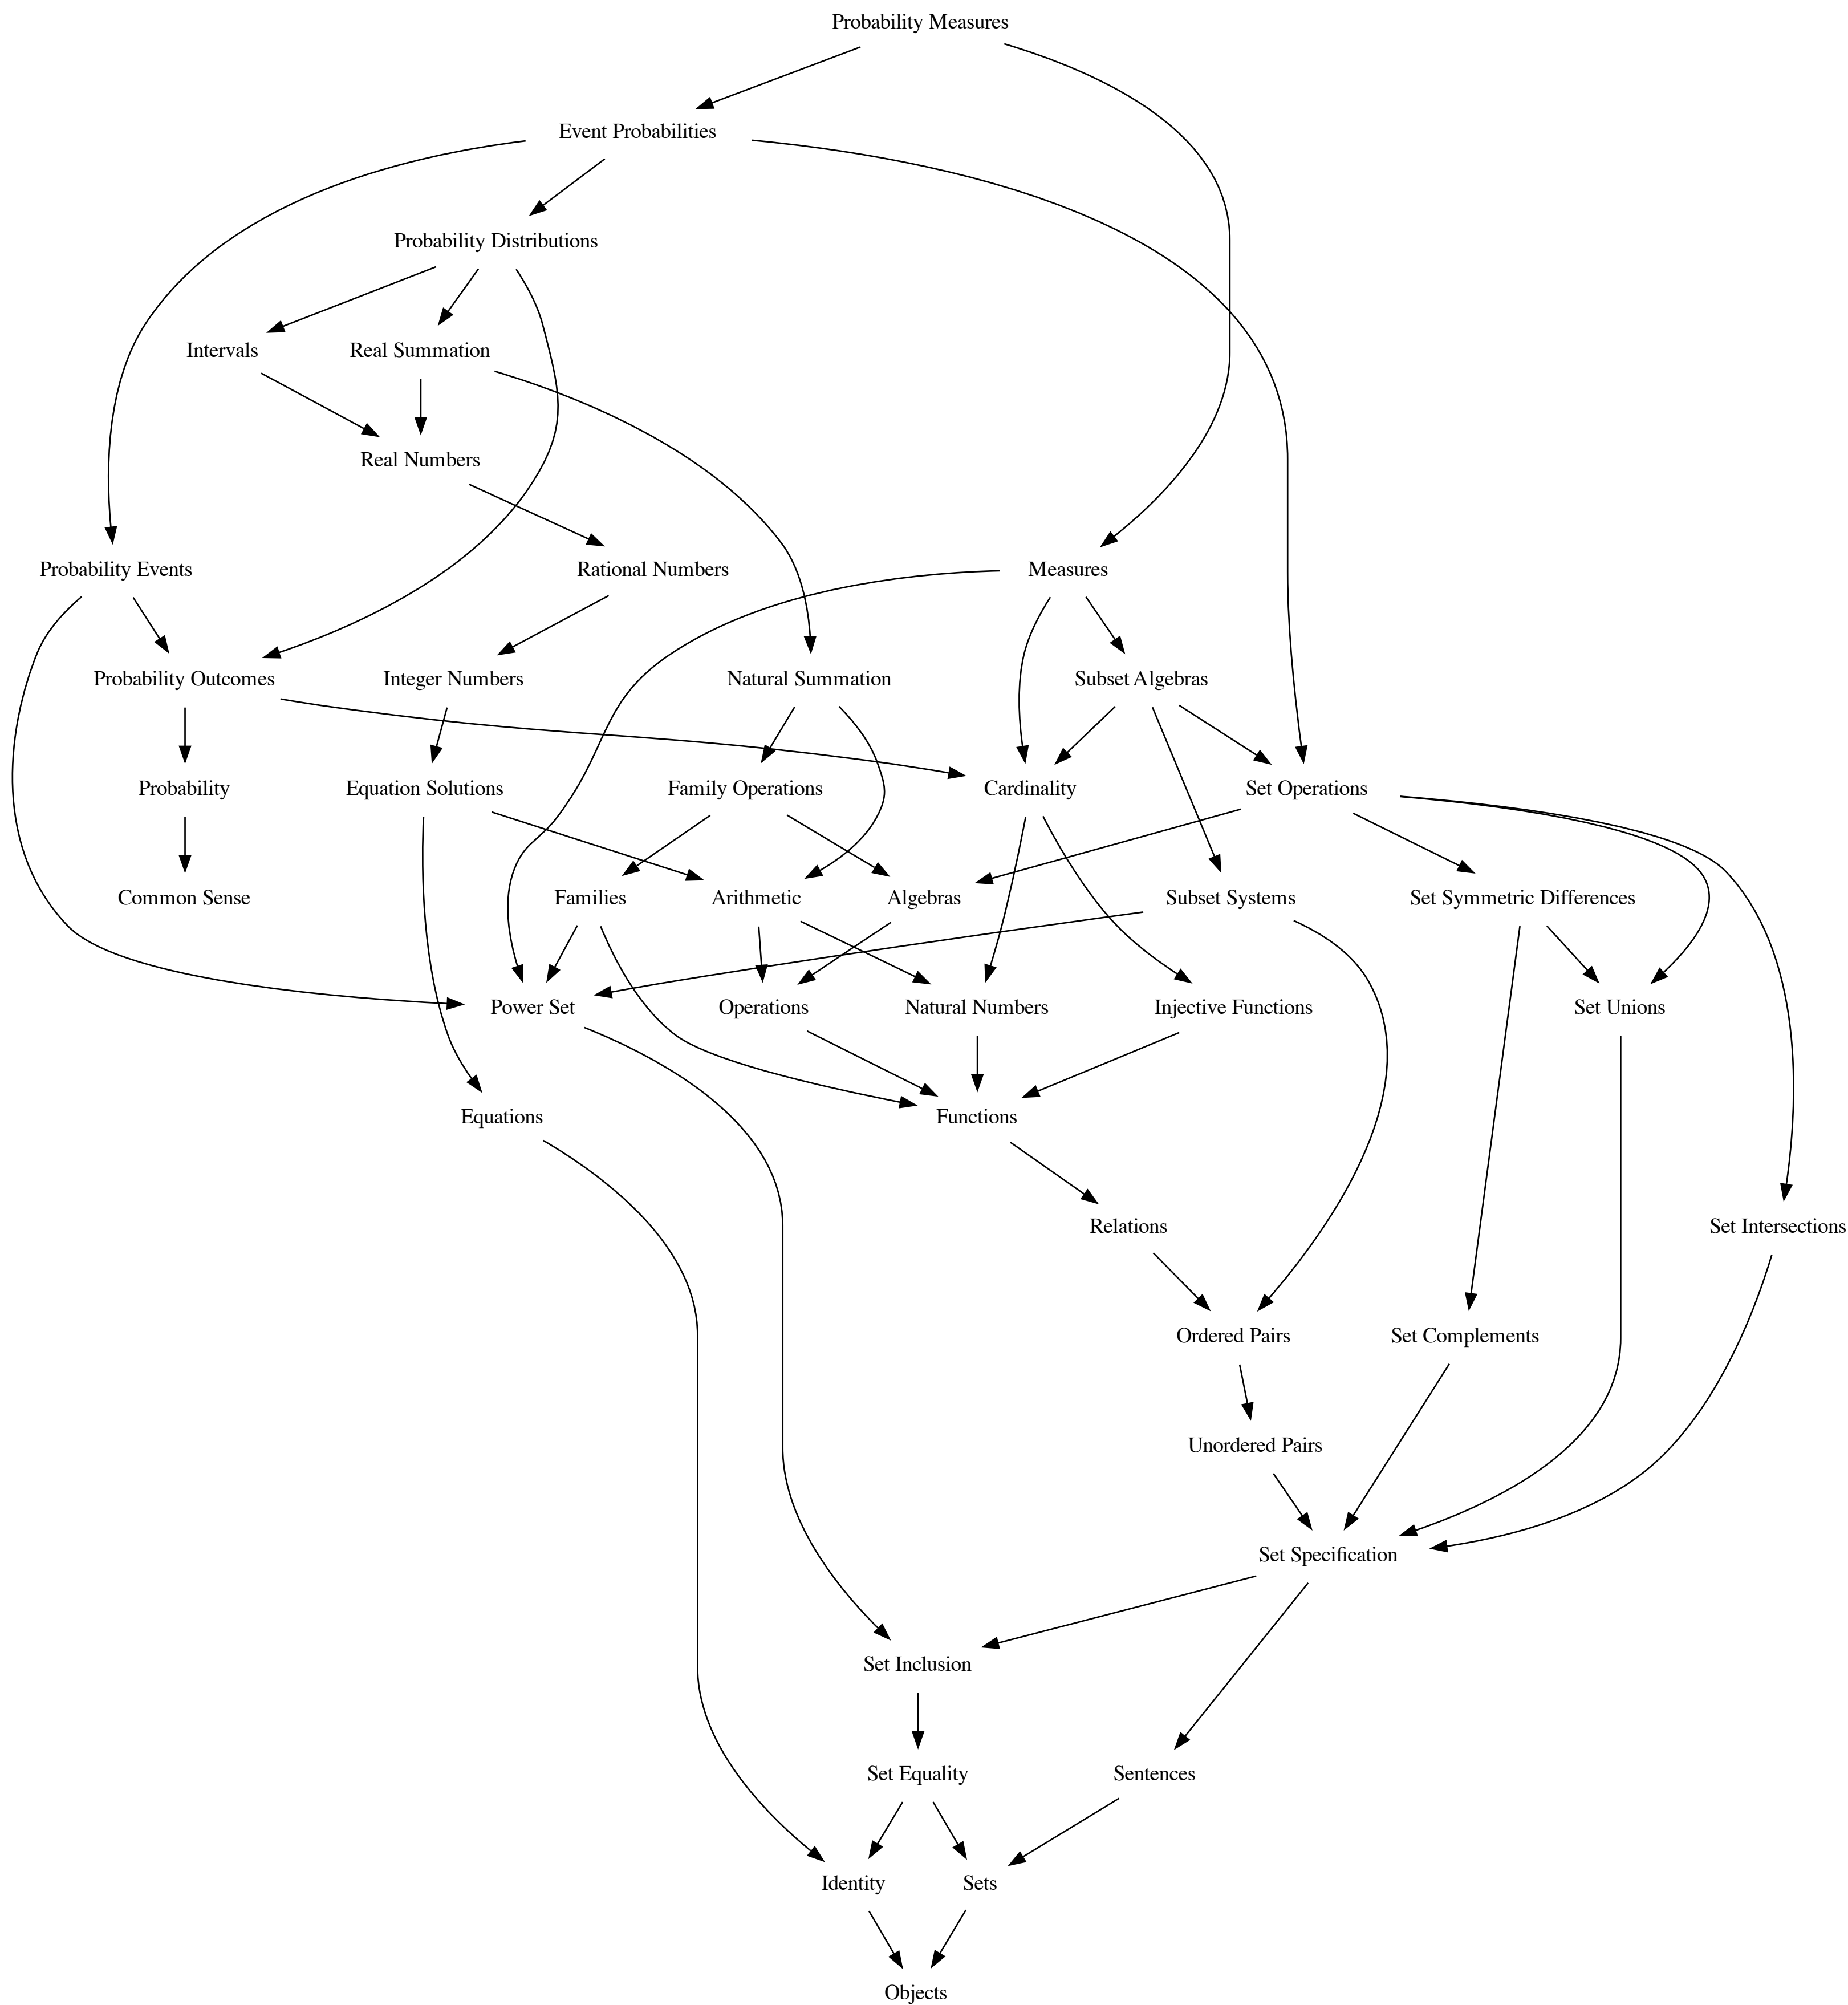 Probability Measures
Event Probabilities
Probability Distributions
Intervals
Real Summation
Real Numbers
Probability Events
Rational Numbers
Measures
Probability Outcomes
Integer Numbers
Natural Summation
Subset Algebras
Probability
Equation Solutions
Family Operations
Cardinality
Set Operations
Common Sense
Families
Arithmetic
Algebras
Subset Systems
Set Symmetric Differences
Power Set
Operations
Natural Numbers
Injective Functions
Set Unions
Equations
Functions
Relations
Set Intersections
Ordered Pairs
Set Complements
Unordered Pairs
Set Specification
Set Inclusion
Set Equality
Sentences
Identity
Sets
Objects